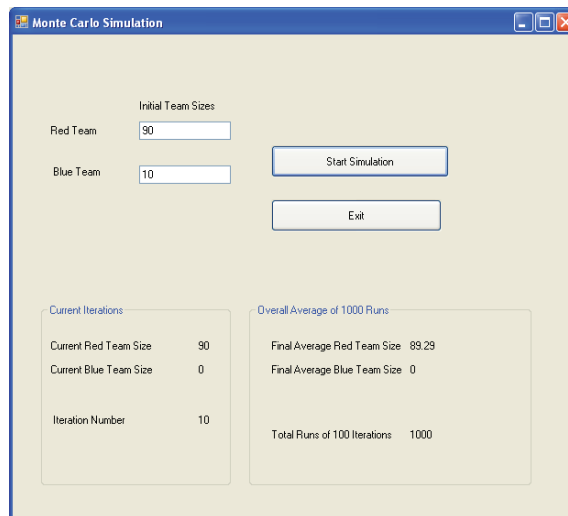 Monte Carlo Simulation
Initial Team Sizes
Red Team 90
Blue Team 10
Start Simulation
Exit
Current Iterations
Current Red Team Size 90
Current Blue Team Size 0
Iteration Number 10
Overall Average of 1000 Runs
Final Average Red Team Size 89.29
Final Average Blue Team Size 0
Total Runs of 100 Iterations 1000